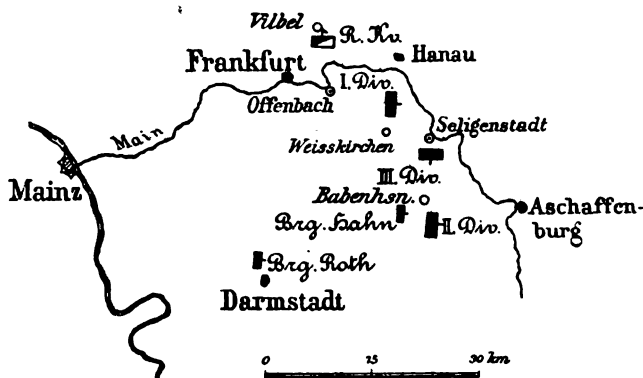 Vilbel
R. Kv.
Hanau
Frankfurt
I. Div.
Offenbach
Main
Seligenstadt
Weisskirchen
III. Div.
Mainz
Babenhsn.
Aschaffen-
burg
Brg. Hahn
II. Div.
Brg. Roth
Darmstadt
0 15 30 km